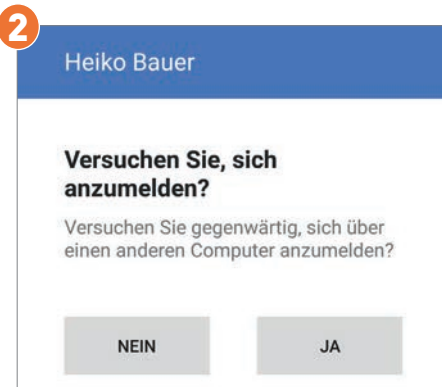 2
Heiko Bauer
Versuchen Sie, sich
anzumelden?
Versuchen Sie gegenwärtig, sich über
einen anderen Computer anzumelden?
NEIN JA